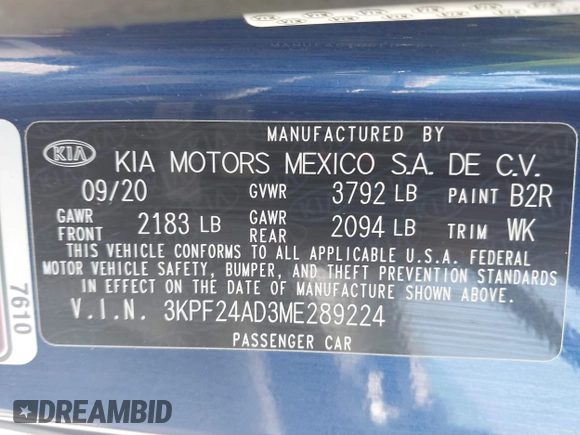 MANUFACTURED BY
KIA KIA MOTORS MEXICO S.A. DE C.V.
09/20 GVWR 3792 LB PAINT B2R
GAWR FRONT 2183 LB GAWR REAR 2094 LB TRIM WK
THIS VEHICLE CONFORMS TO ALL APPLICABLE U.S.A. FEDERAL
MOTOR VEHICLE SAFETY, BUMPER, AND THEFT PREVENTION STANDARDS
IN EFFECT ON THE DATE OF MANUFACTURE SHOWN ABOVE.
V.I.N. 3KPF24AD3ME289224
PASSENGER CAR
7610
DREAMBID